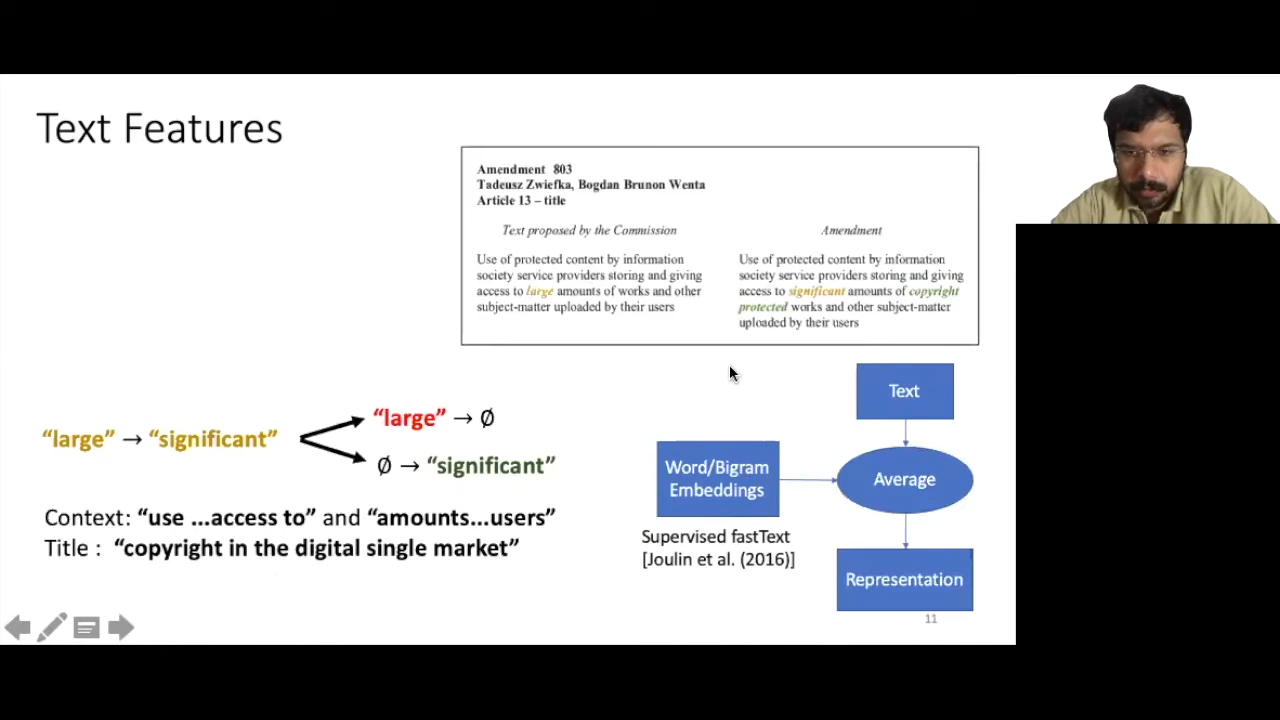 Text Features
Amendment 803
Tadeusz Zwiefka, Bogdan Brunon Wenta
Article 13 – title
Text proposed by the Commission
Use of protected content by information
society service providers storing and giving
access to large amounts of works and other
subject-matter uploaded by their users
Amendment
Use of protected content by information
society service providers storing and giving
access to significant amounts of copyright
protected works and other subject-matter
uploaded by their users
“large” → “significant”
“large” → Ø
Ø → “significant”
Context: “use ...access to” and “amounts...users”
Title : “copyright in the digital single market”
Text
Word/Bigram
Embeddings
Average
Supervised fastText
[Joulin et al. (2016)]
Representation
11